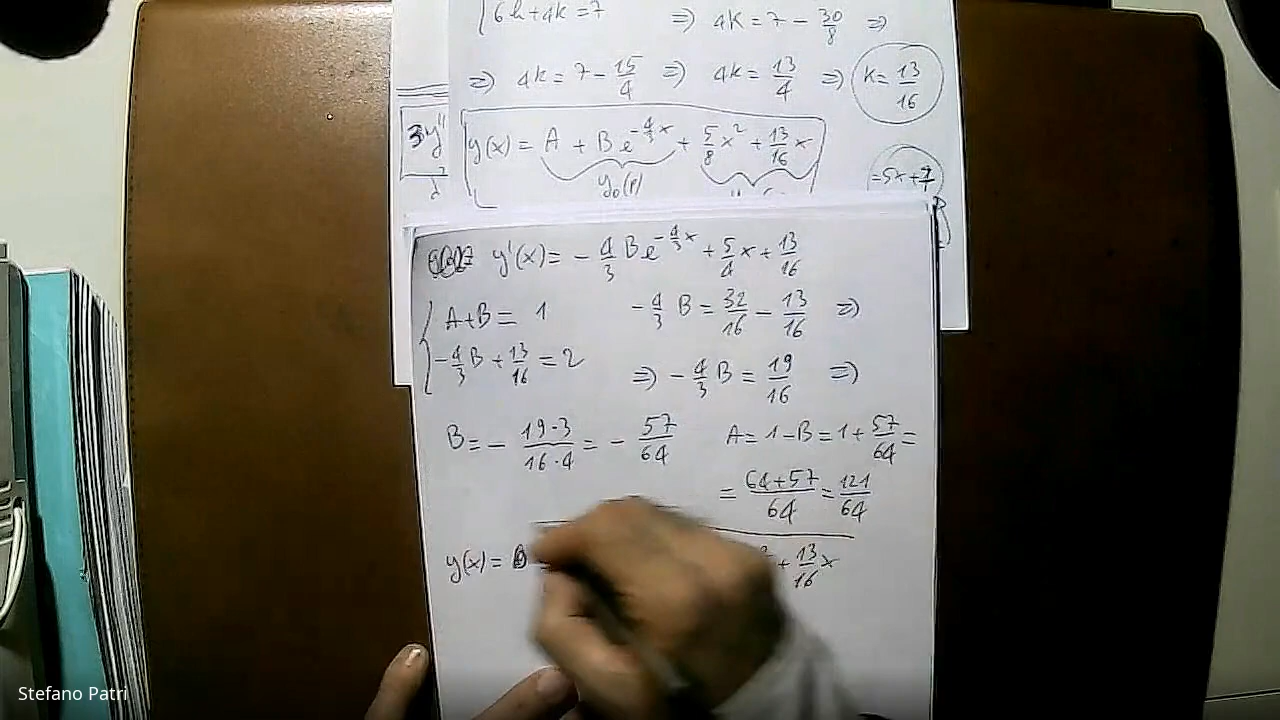 {6h+4k=7 ⇒ 4k = 7 - 30/8 ⇒
⇒ 4k = 7 - 15/4 ⇒ 4k = 13/4 ⇒ k = 13/16
3y''
y(x) = A + B e^{-4/3 x} + 5/8 x² + 13/16 x
y₀(x)
=5x+
y'(x) = - 4/3 B e^{-4/3 x} + 5/4 x + 13/16
{A+B = 1 - 4/3 B = 32/16 - 13/16 ⇒
-4/3 B + 13/16 = 2 ⇒ - 4/3 B = 19/16 ⇒
B = - 19·3/16·4 = - 57/64 A = 1-B = 1 + 57/64 =
= 64+57/64 = 121/64
y(x) = + 13/16 x
Stefano Patri